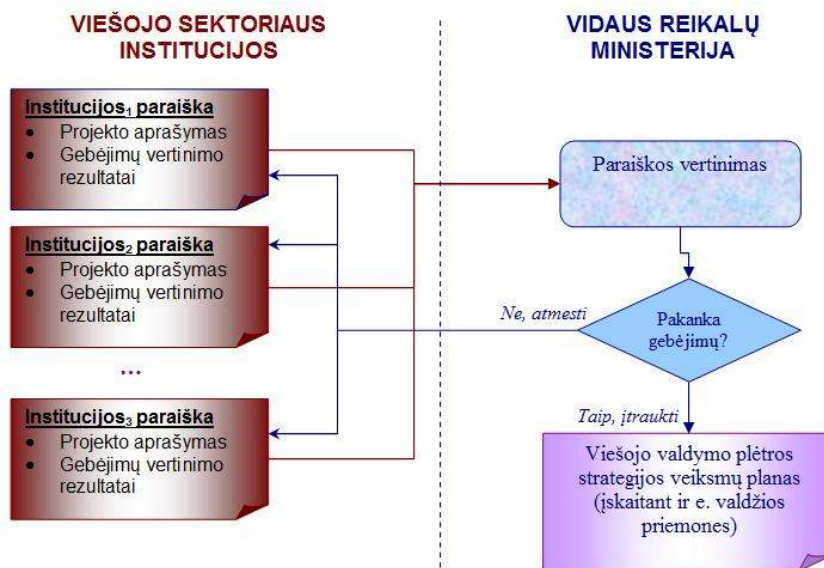 VIEŠOJO SEKTORIAUS
INSTITUCIJOS
Institucijos₁ paraiška
• Projekto aprašymas
• Gebėjimų vertinimo
rezultatai
Institucijos₂ paraiška
• Projekto aprašymas
• Gebėjimų vertinimo
rezultatai
...
Institucijos₃ paraiška
• Projekto aprašymas
• Gebėjimų vertinimo
rezultatai
VIDAUS REIKALŲ
MINISTERIJA
Paraiškos vertinimas
Pakanka
gebėjimų?
Ne, atmesti
Taip, įtraukti
Viešojo valdymo plėtros
strategijos veiksmų planas
(įskaitant ir e. valdžios
priemones)